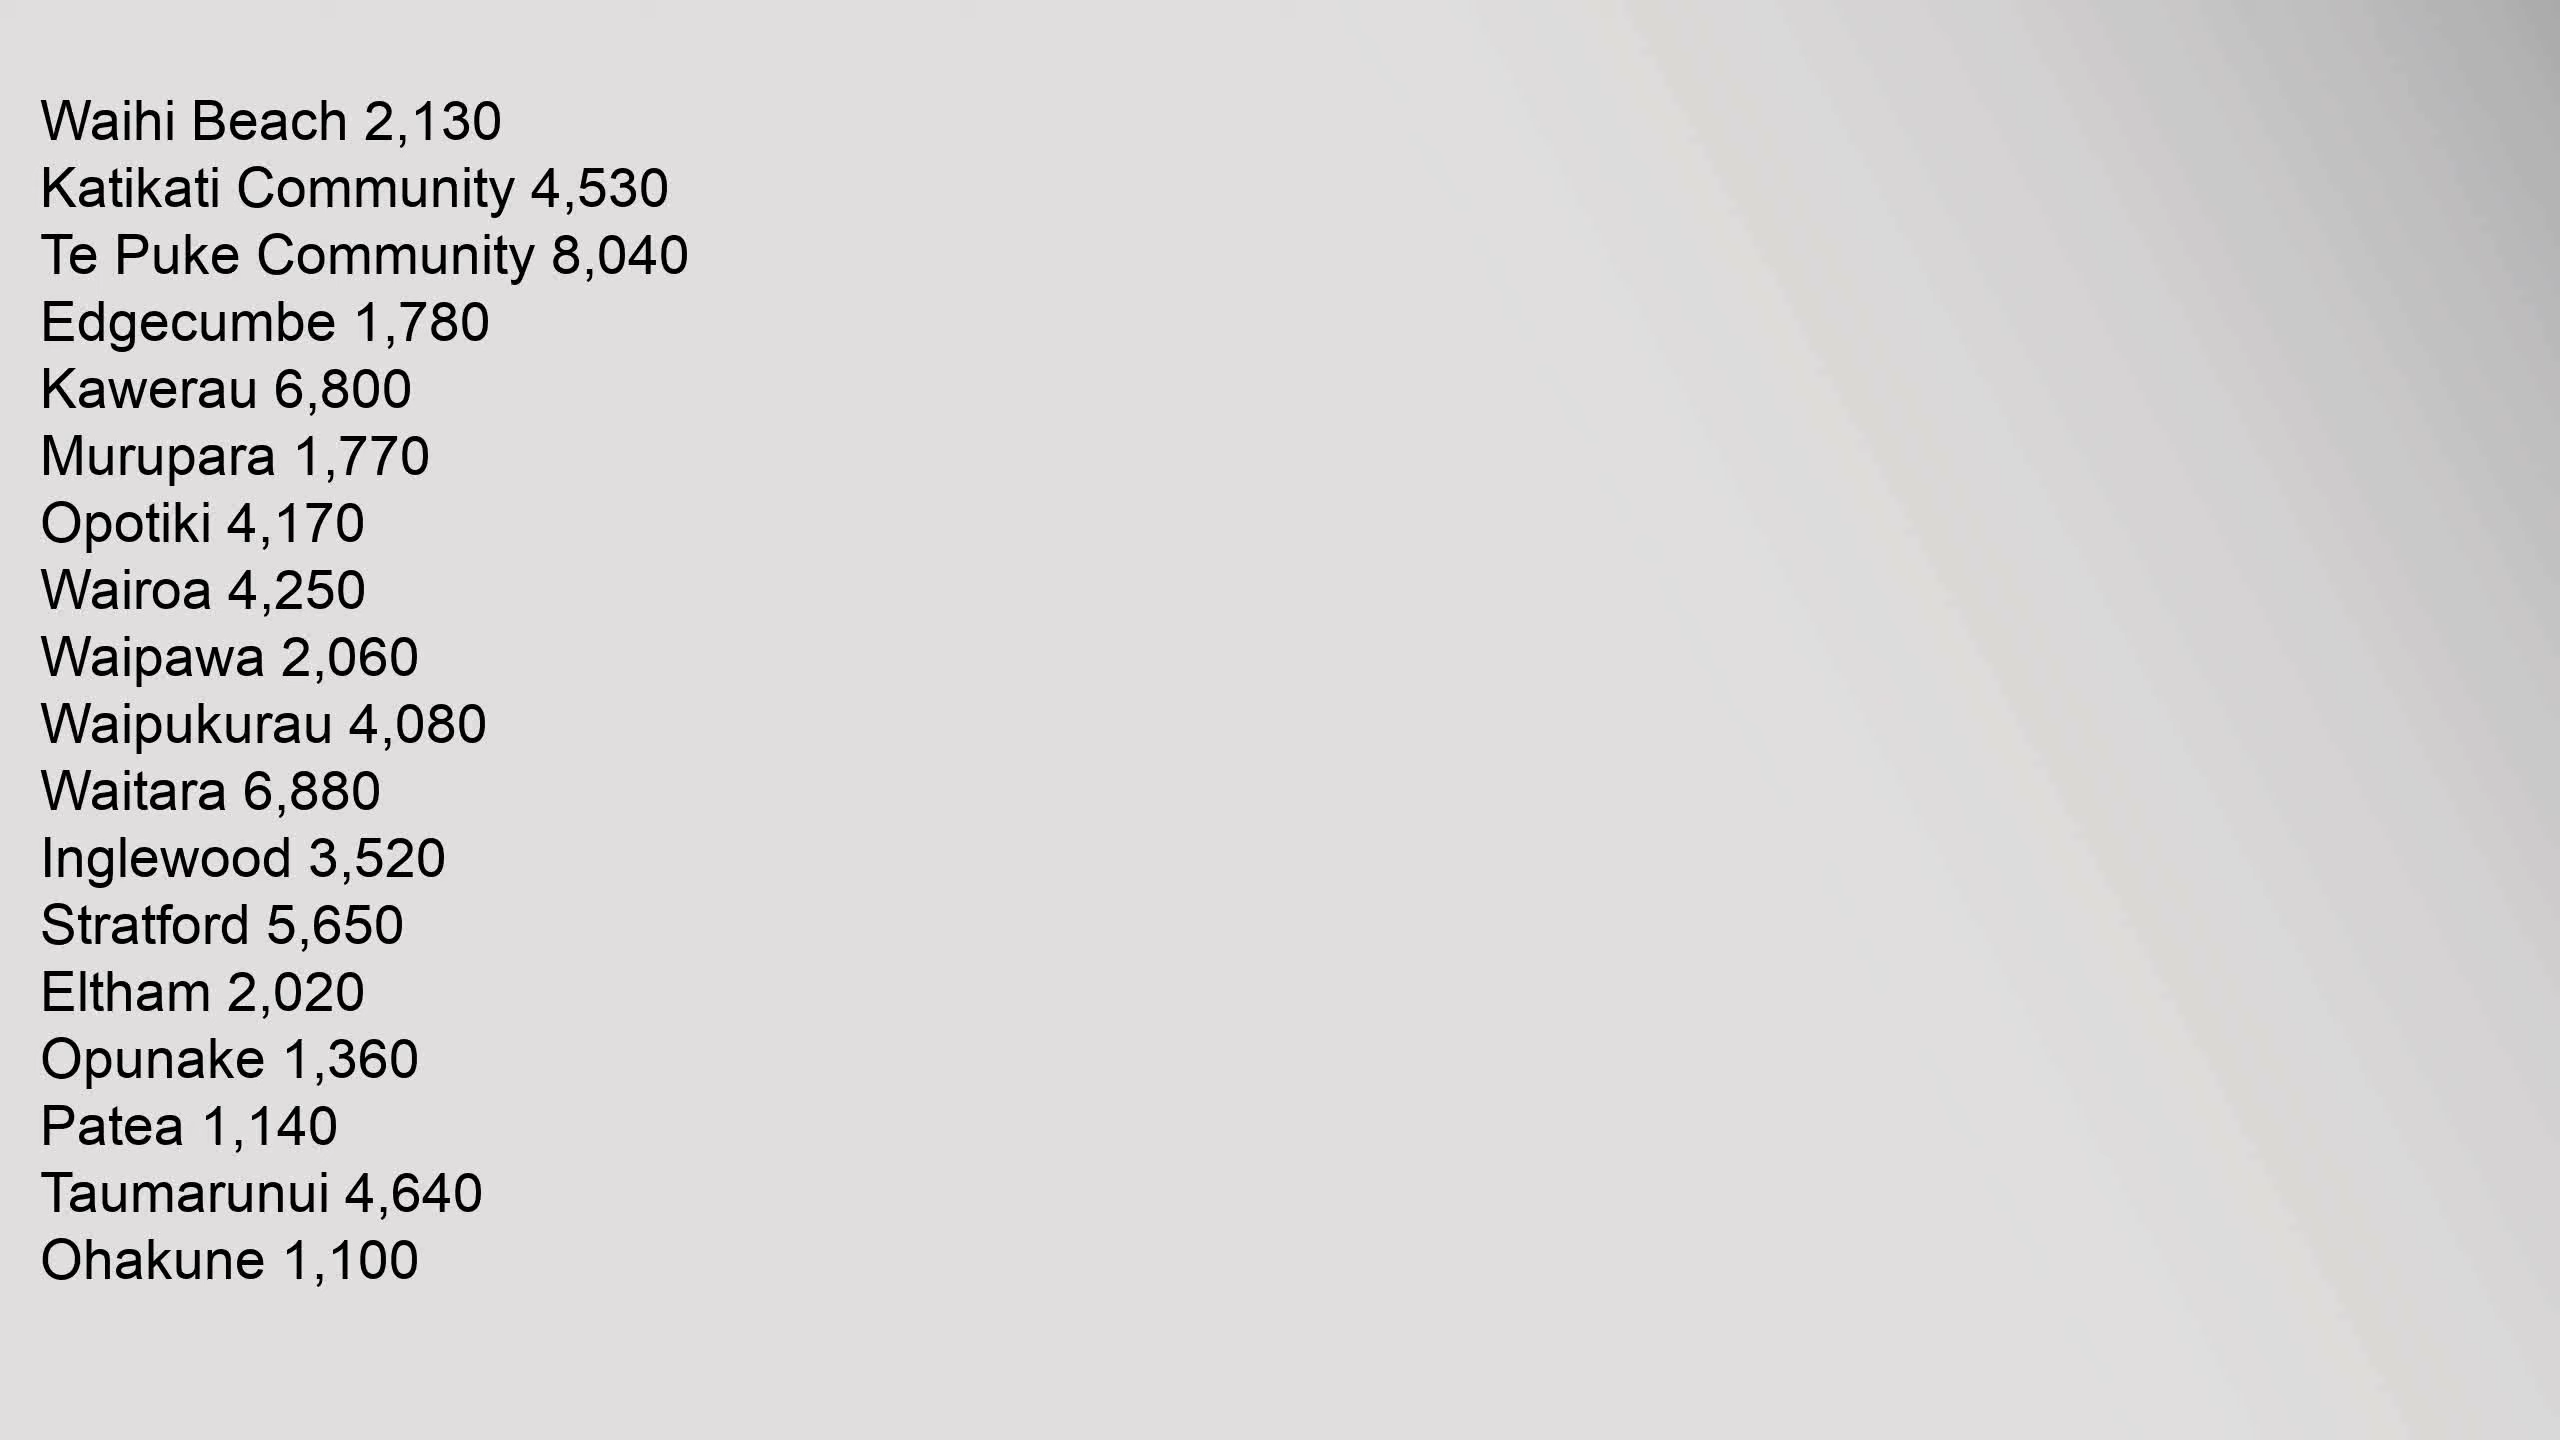 Waihi Beach 2,130
Katikati Community 4,530
Te Puke Community 8,040
Edgecumbe 1,780
Kawerau 6,800
Murupara 1,770
Opotiki 4,170
Wairoa 4,250
Waipawa 2,060
Waipukurau 4,080
Waitara 6,880
Inglewood 3,520
Stratford 5,650
Eltham 2,020
Opunake 1,360
Patea 1,140
Taumarunui 4,640
Ohakune 1,100